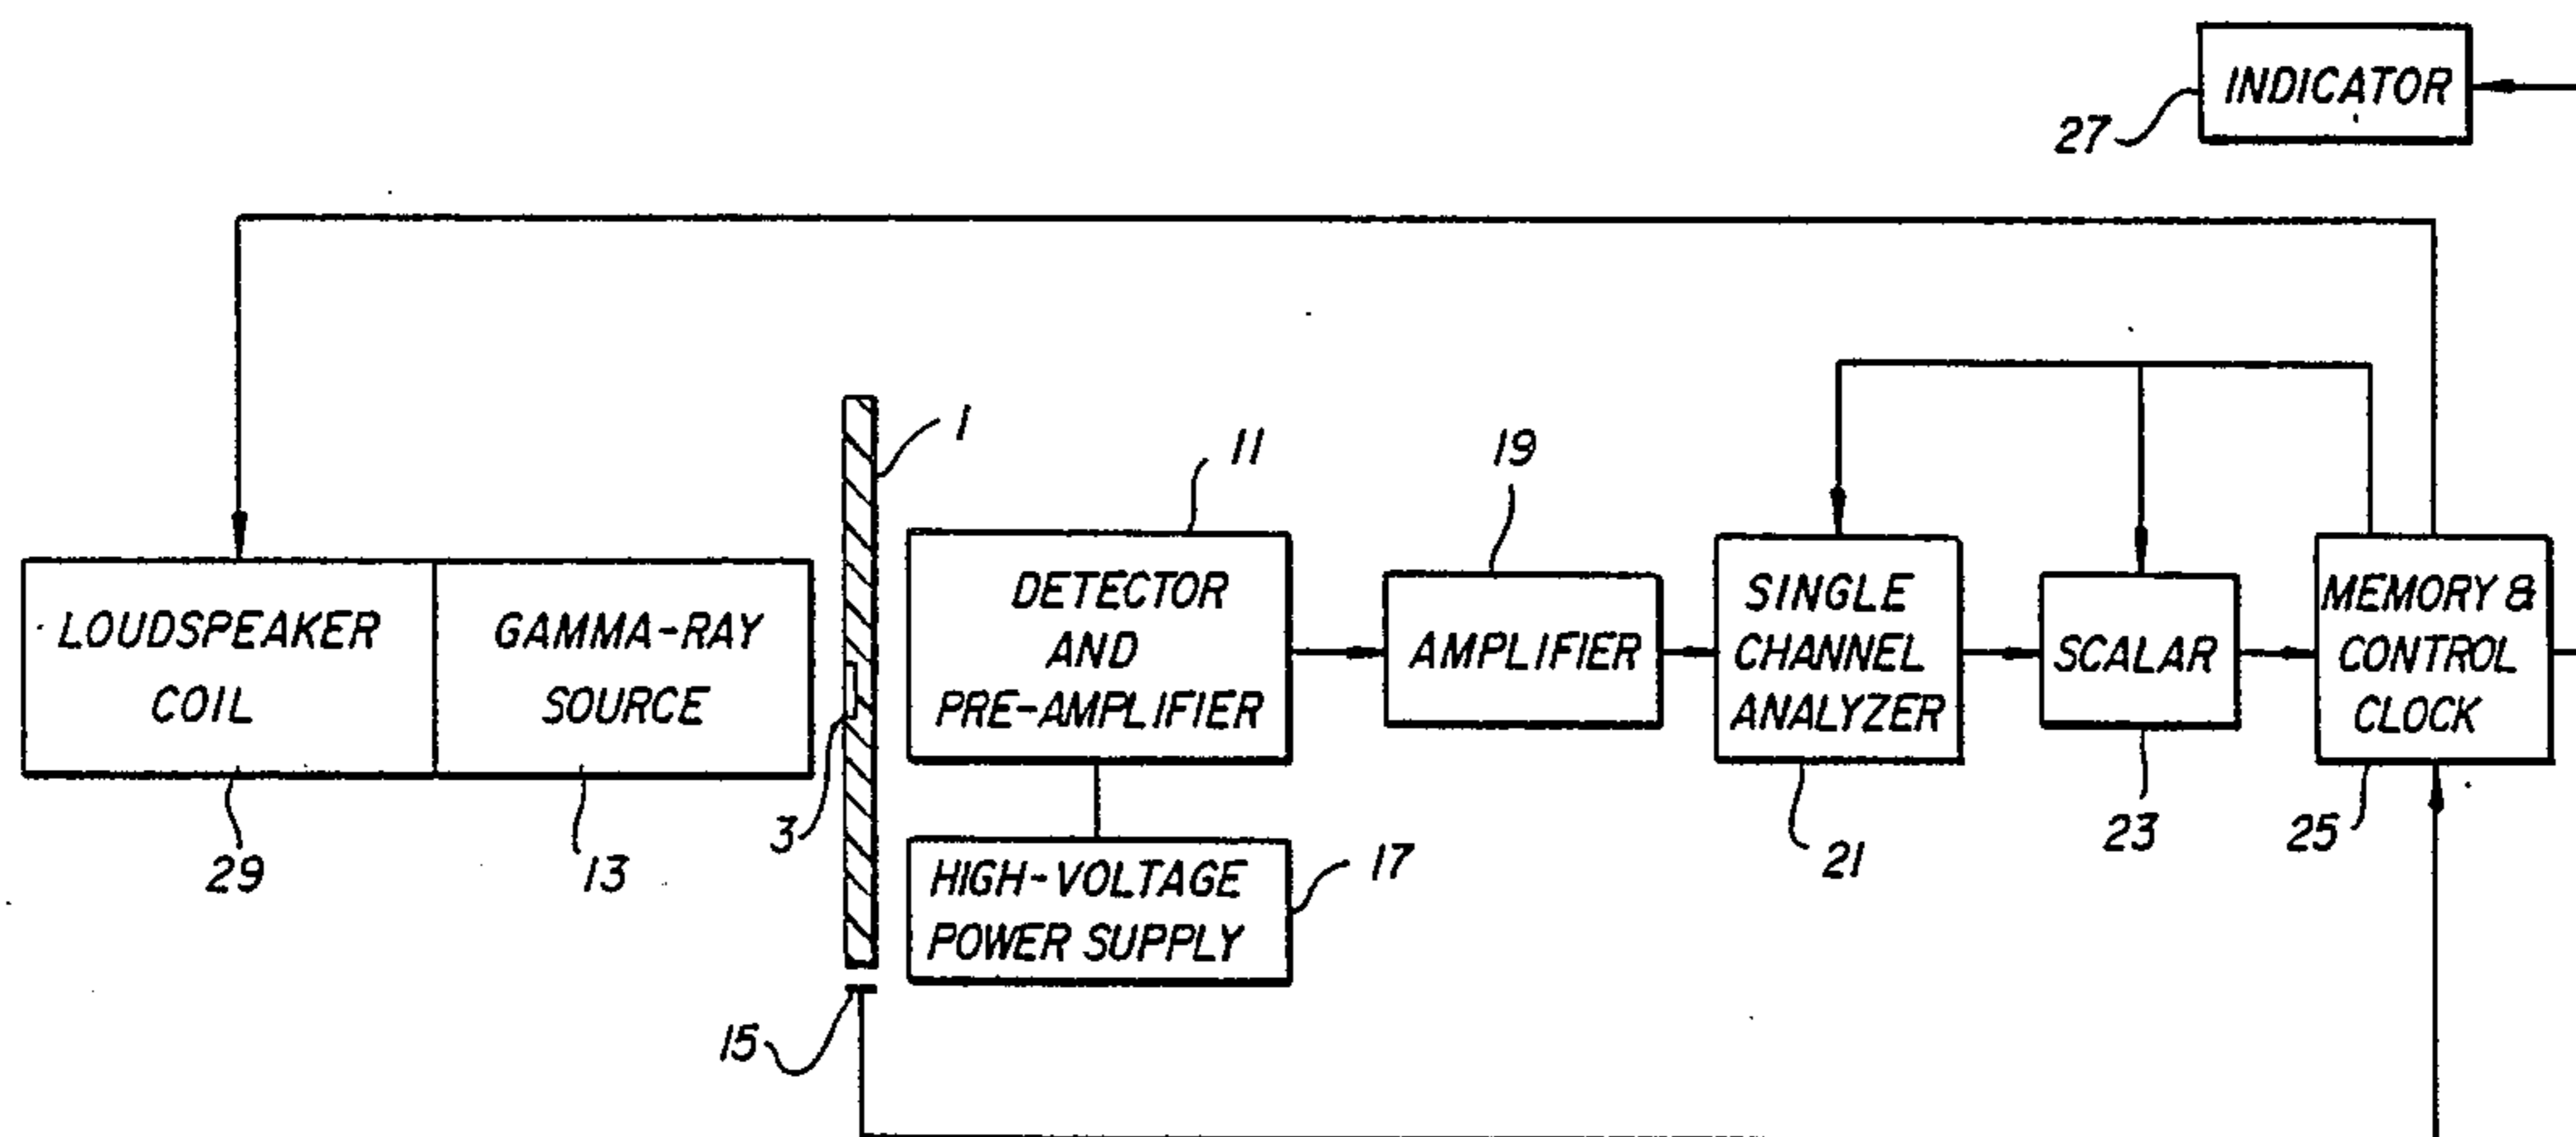 INDICATOR
27
1
11
19
LOUDSPEAKER
COIL
GAMMA-RAY
SOURCE
DETECTOR
AND
PRE-AMPLIFIER
AMPLIFIER
SINGLE
CHANNEL
ANALYZER
SCALAR
MEMORY &
CONTROL
CLOCK
29
13
3
HIGH-VOLTAGE
POWER SUPPLY
17
21
23
25
15